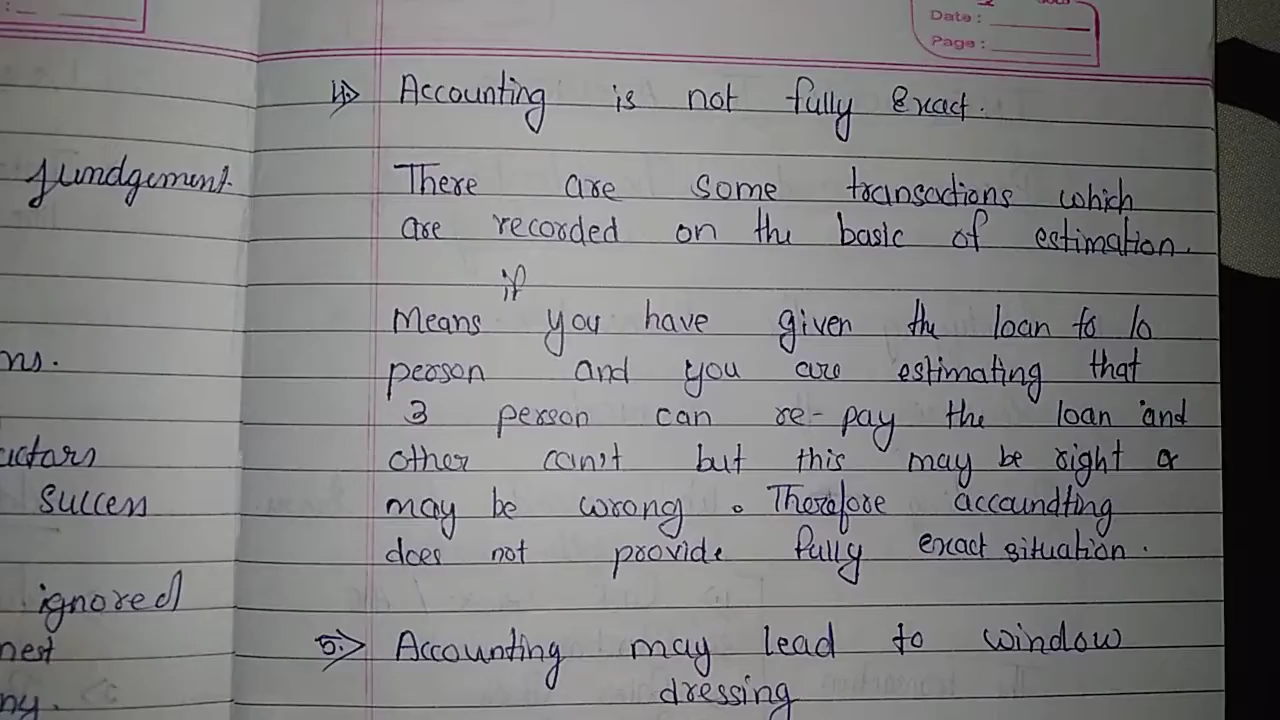 Date :
Page :
4> Accounting is not fully Exact.
jundgement.
There are some transactions which
are recorded on the basic of estimation.
if
Means you have given the loan to 10
person and you are estimating that
3 person can re-pay the loan and
other can't but this may be right or
may be wrong. Therefore accoundting
does not provide fully exact situation.
ns.
uctors
success
ignored
nest
ny.
5.> Accounting may lead to window
dressing